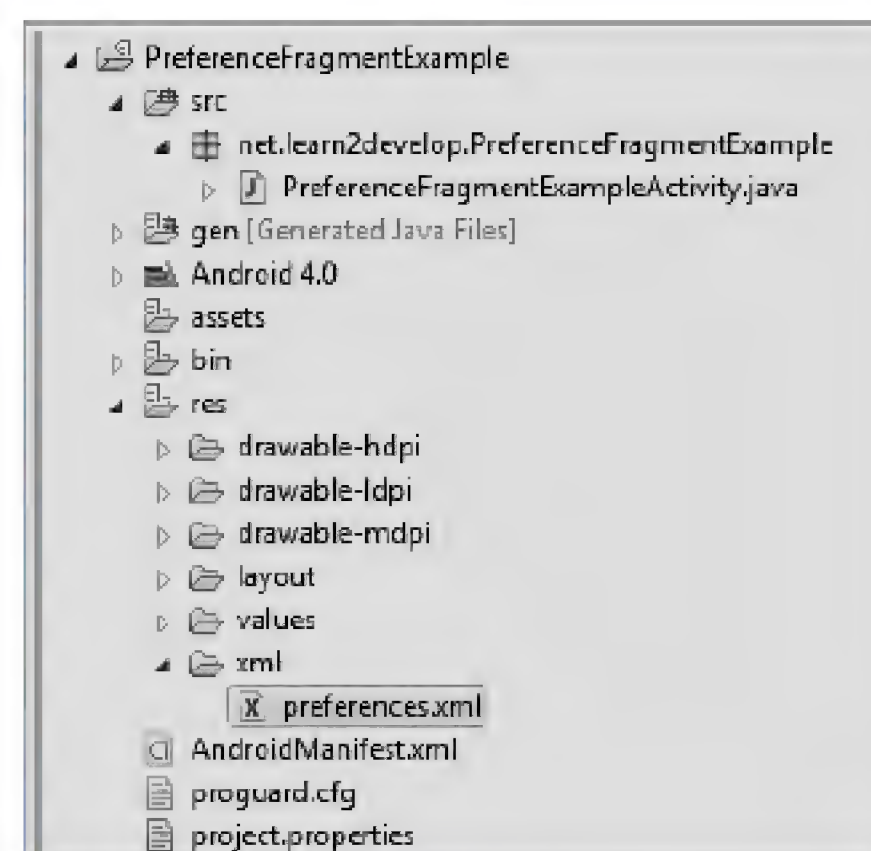 PreferenceFragmentExample
src
net.learn2develop.PreferenceFragmentExample
PreferenceFragmentExampleActivity.java
gen [Generated Java Files]
Android 4.0
assets
bin
res
drawable-hdpi
drawable-ldpi
drawable-mdpi
layout
values
xml
preferences.xml
AndroidManifest.xml
proguard.cfg
project.properties